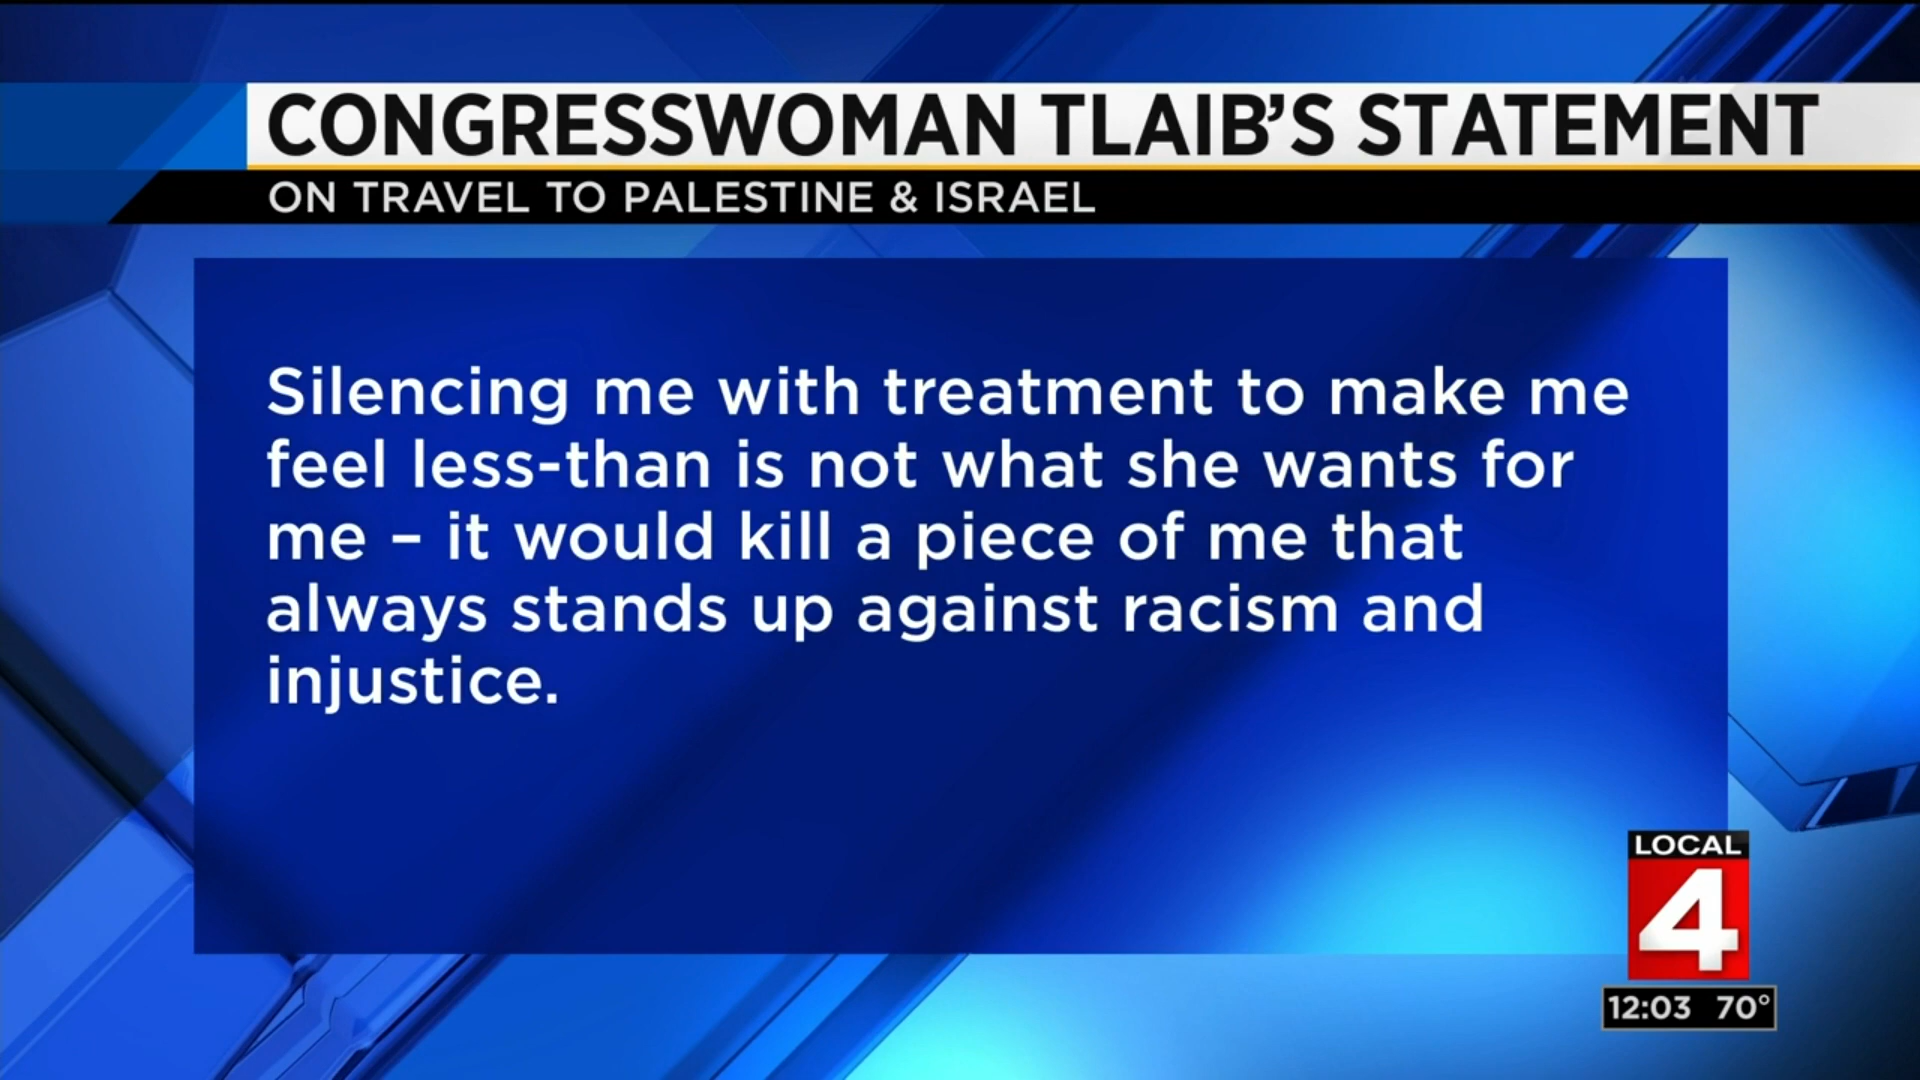 CONGRESSWOMAN TLAIB'S STATEMENT
ON TRAVEL TO PALESTINE & ISRAEL
Silencing me with treatment to make me
feel less-than is not what she wants for
me – it would kill a piece of me that
always stands up against racism and
injustice.
LOCAL
4
12:03 70°